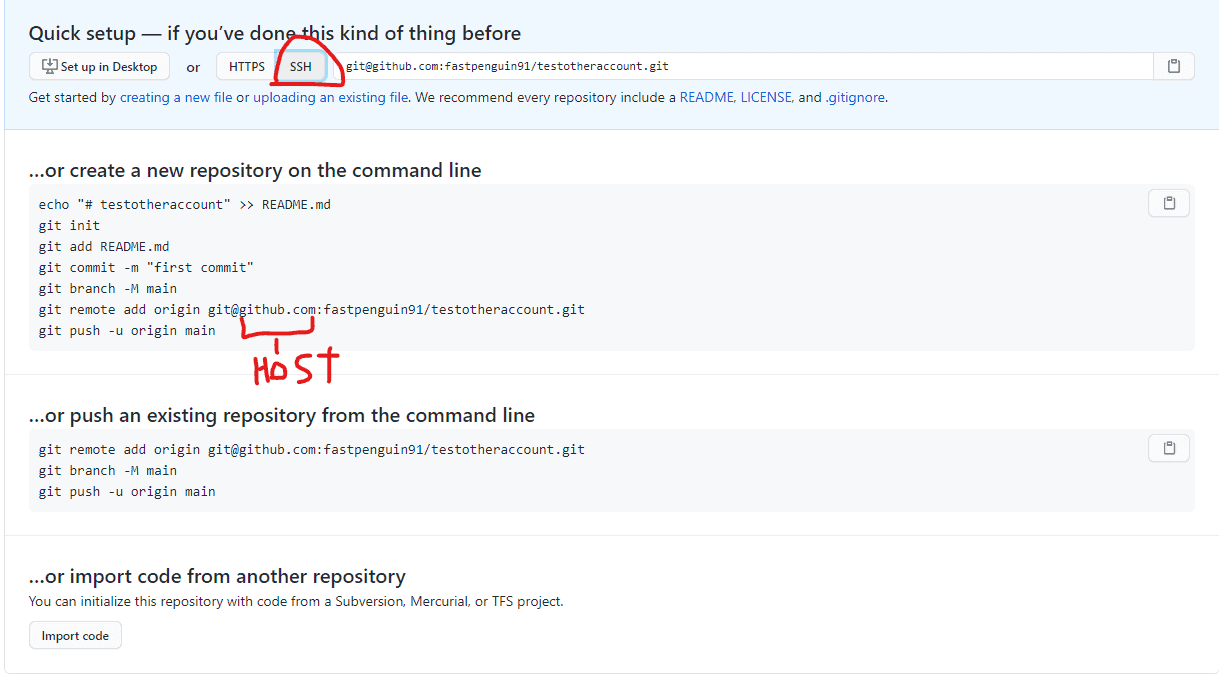 Quick setup — if you've done this kind of thing before
Set up in Desktop or HTTPS SSH git@github.com:fastpenguin91/testotheraccount.git
Get started by creating a new file or uploading an existing file. We recommend every repository include a README, LICENSE, and .gitignore.
...or create a new repository on the command line
echo "# testotheraccount" >> README.md
git init
git add README.md
git commit -m "first commit"
git branch -M main
git remote add origin git@github.com:fastpenguin91/testotheraccount.git
git push -u origin main
HOST
...or push an existing repository from the command line
git remote add origin git@github.com:fastpenguin91/testotheraccount.git
git branch -M main
git push -u origin main
...or import code from another repository
You can initialize this repository with code from a Subversion, Mercurial, or TFS project.
Import code